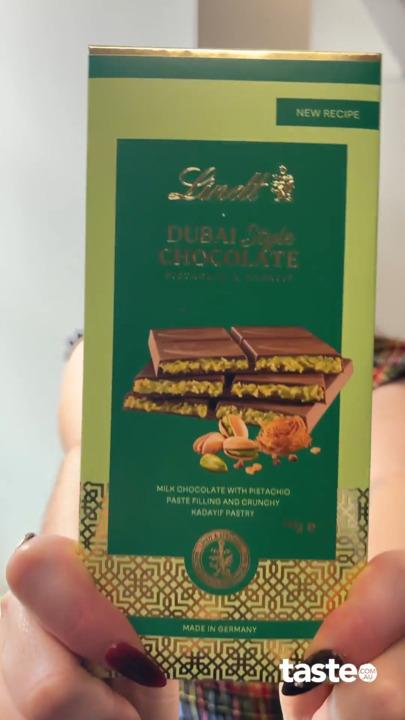 NEW RECIPE
Lindt
DUBAI Style
CHOCOLATE
MILK CHOCOLATE WITH PISTACHIO
PASTE FILLING AND CRUNCHY
KADAYIF PASTRY
MADE IN GERMANY
taste
.COM
.AU